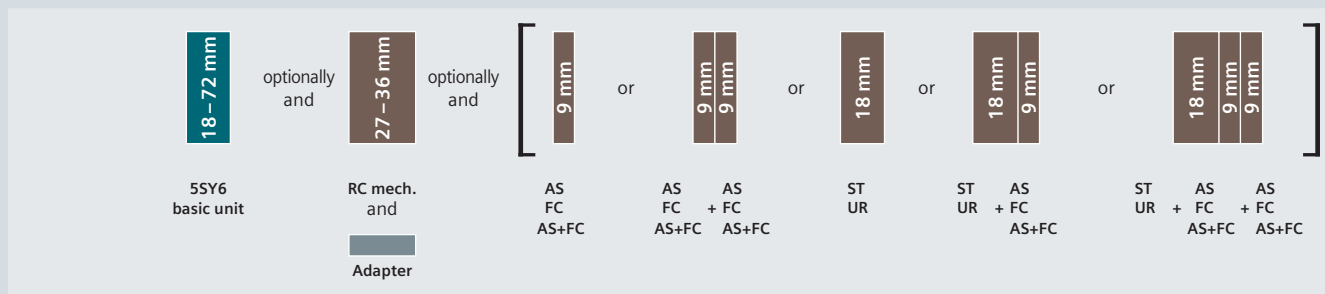 18–72 mm
optionally
and
27–36 mm
optionally
and
9 mm
or
9 mm 9 mm
or
18 mm
or
18 mm 9 mm
or
18 mm 9 mm 9 mm
5SY6
basic unit
RC mech.
and
Adapter
AS
FC
AS+FC
AS AS
FC + FC
AS+FC AS+FC
ST
UR
ST AS
UR + FC
AS+FC
ST AS AS
UR + FC + FC
AS+FC AS+FC